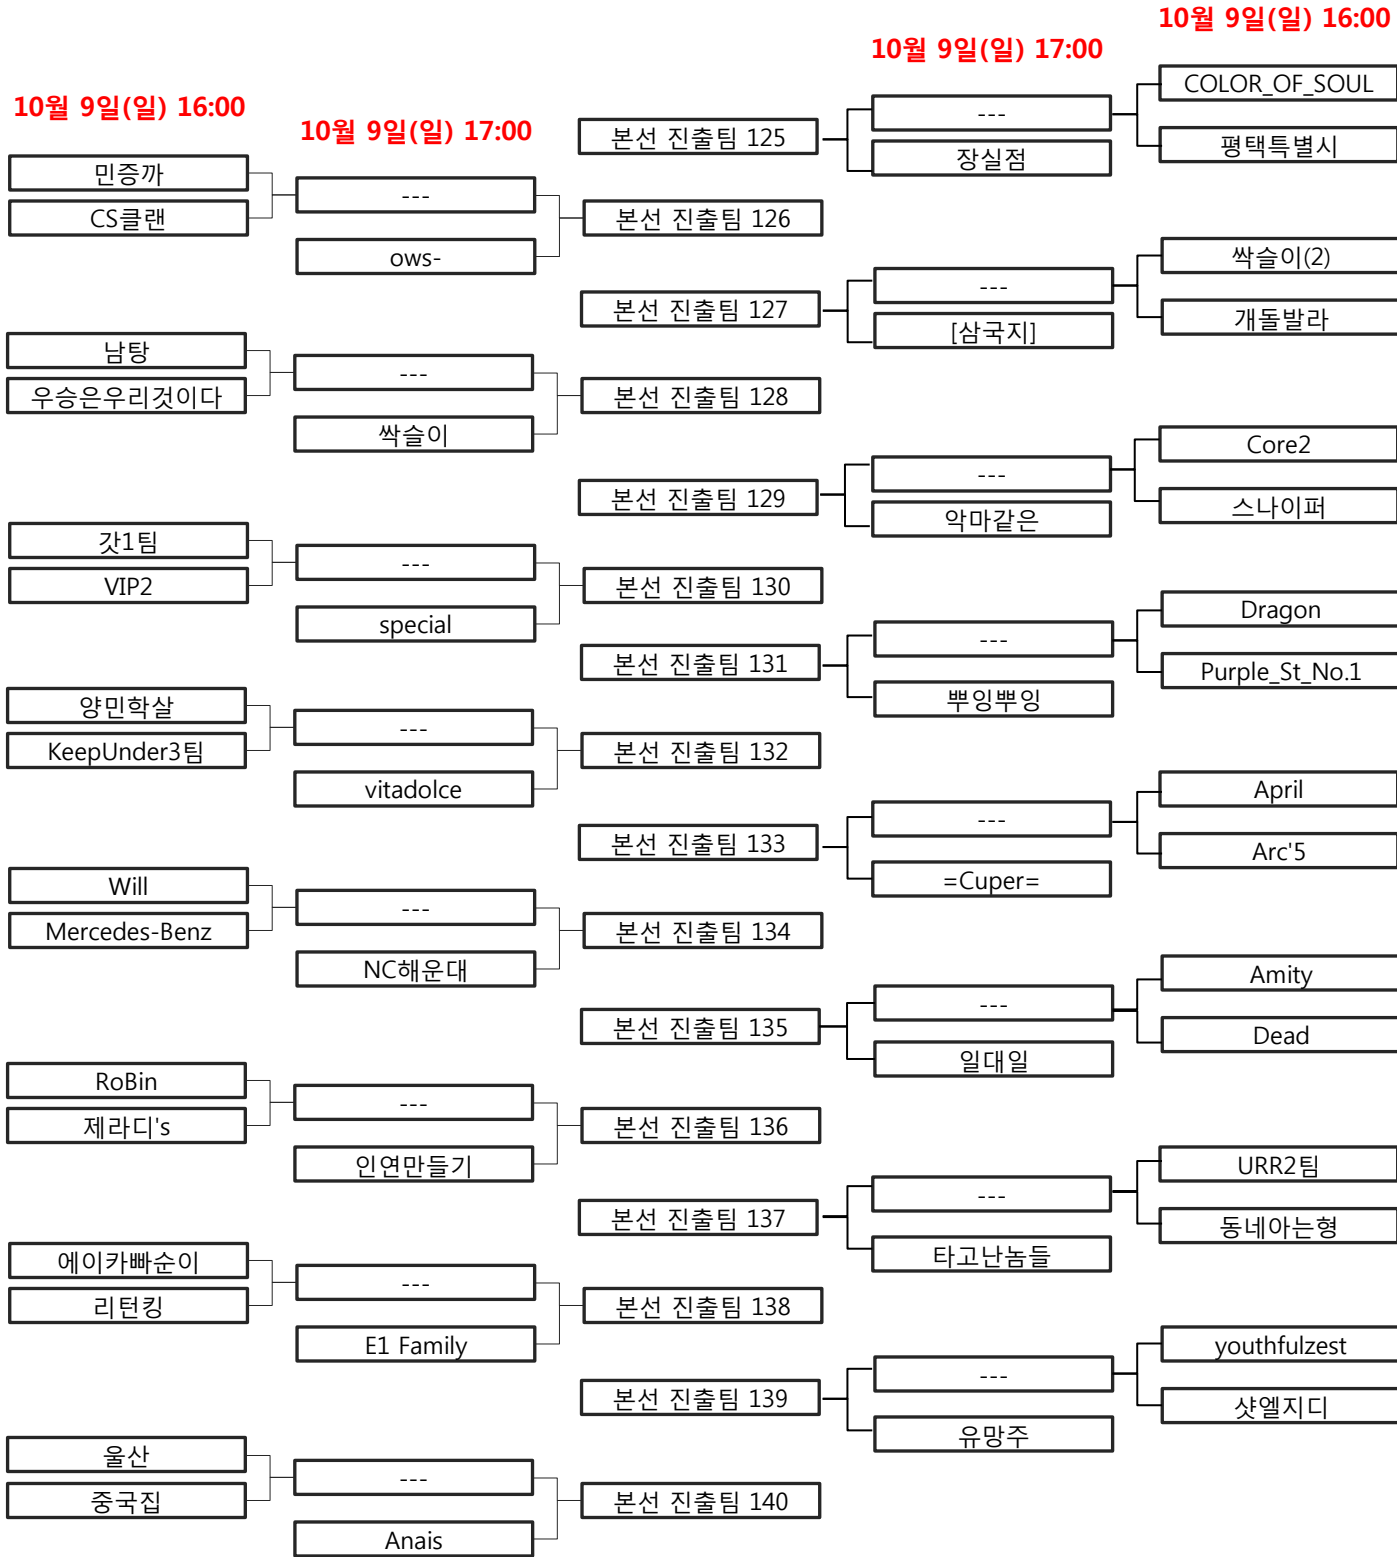 10월 9일(일) 16:00
10월 9일(일) 17:00
10월 9일(일) 16:00
10월 9일(일) 17:00
민증까
CS클랜
---
ows-
남탕
우승은우리것이다
---
싹슬이
갓1팀
VIP2
---
special
양민학살
KeepUnder3팀
---
vitadolce
Will
Mercedes-Benz
---
NC해운대
RoBin
제라디's
---
인연만들기
에이카빠순이
리턴킹
---
E1 Family
울산
중국집
---
Anais
본선 진출팀 125
본선 진출팀 126
본선 진출팀 127
본선 진출팀 128
본선 진출팀 129
본선 진출팀 130
본선 진출팀 131
본선 진출팀 132
본선 진출팀 133
본선 진출팀 134
본선 진출팀 135
본선 진출팀 136
본선 진출팀 137
본선 진출팀 138
본선 진출팀 139
본선 진출팀 140
---
장실점
COLOR_OF_SOUL
평택특별시
---
[삼국지]
싹슬이(2)
개돌발라
---
악마같은
Core2
스나이퍼
---
뿌잉뿌잉
Dragon
Purple_St_No.1
---
=Cuper=
April
Arc'5
---
일대일
Amity
Dead
---
타고난놈들
URR2팀
동네아는형
---
유망주
youthfulzest
샷엘지디